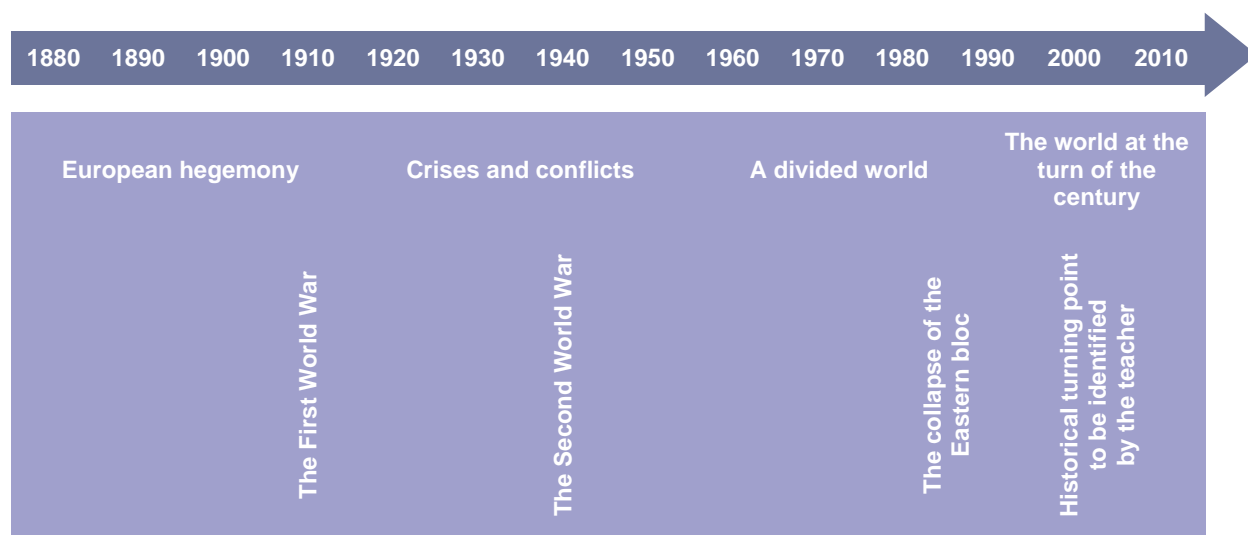 1880 1890 1900 1910 1920 1930 1940 1950 1960 1970 1980 1990 2000 2010
European hegemony
Crises and conflicts
A divided world
The world at the
turn of the
century
The First World War
The Second World War
The collapse of the
Eastern bloc
Historical turning point
to be identified
by the teacher